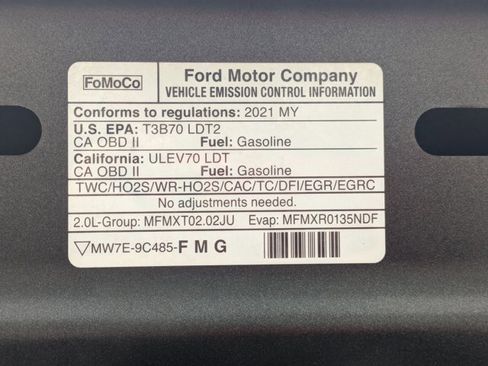 FoMoCo
Ford Motor Company
VEHICLE EMISSION CONTROL INFORMATION
Conforms to regulations: 2021 MY
U.S. EPA: T3B70 LDT2
CA OBD II Fuel: Gasoline
California: ULEV70 LDT
CA OBD II Fuel: Gasoline
TWC/HO2S/WR-HO2S/CAC/TC/DFI/EGR/EGRC
No adjustments needed.
2.0L-Group: MFMXT02.02JU Evap: MFMXR0135NDF
MW7E-9C485-F M G